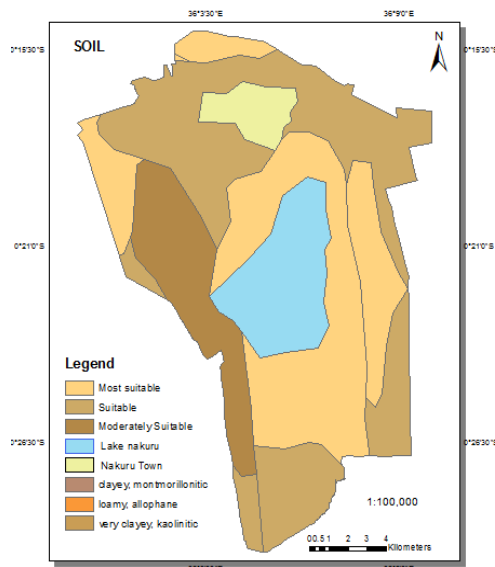 36°3'30"E 36°9'0"E
0°15'30"S 0°15'30"S
SOIL
N
0°21'0"S 0°21'0"S
Legend
Most suitable
Suitable
Moderately Suitable
Lake nakuru
Nakuru Town
clayey, montmorillonitic
loamy, allophane
very clayey, kaolinitic
0°26'30"S 0°26'30"S
1:100,000
00.5 1 2 3 4
Kilometers